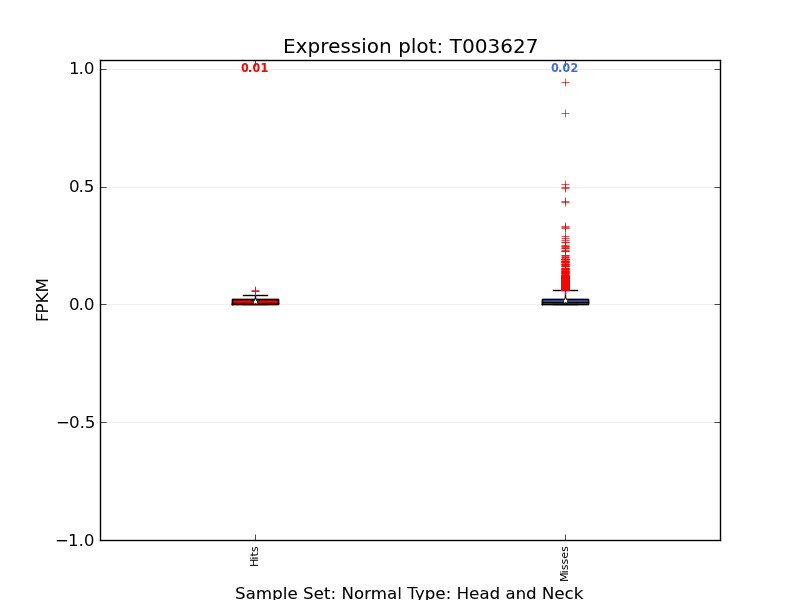 Expression plot: T003627
1.0
0.01
0.02
0.5
0.0
FPKM
−0.5
−1.0
Hits
Misses
Sample Set: Normal Type: Head and Neck